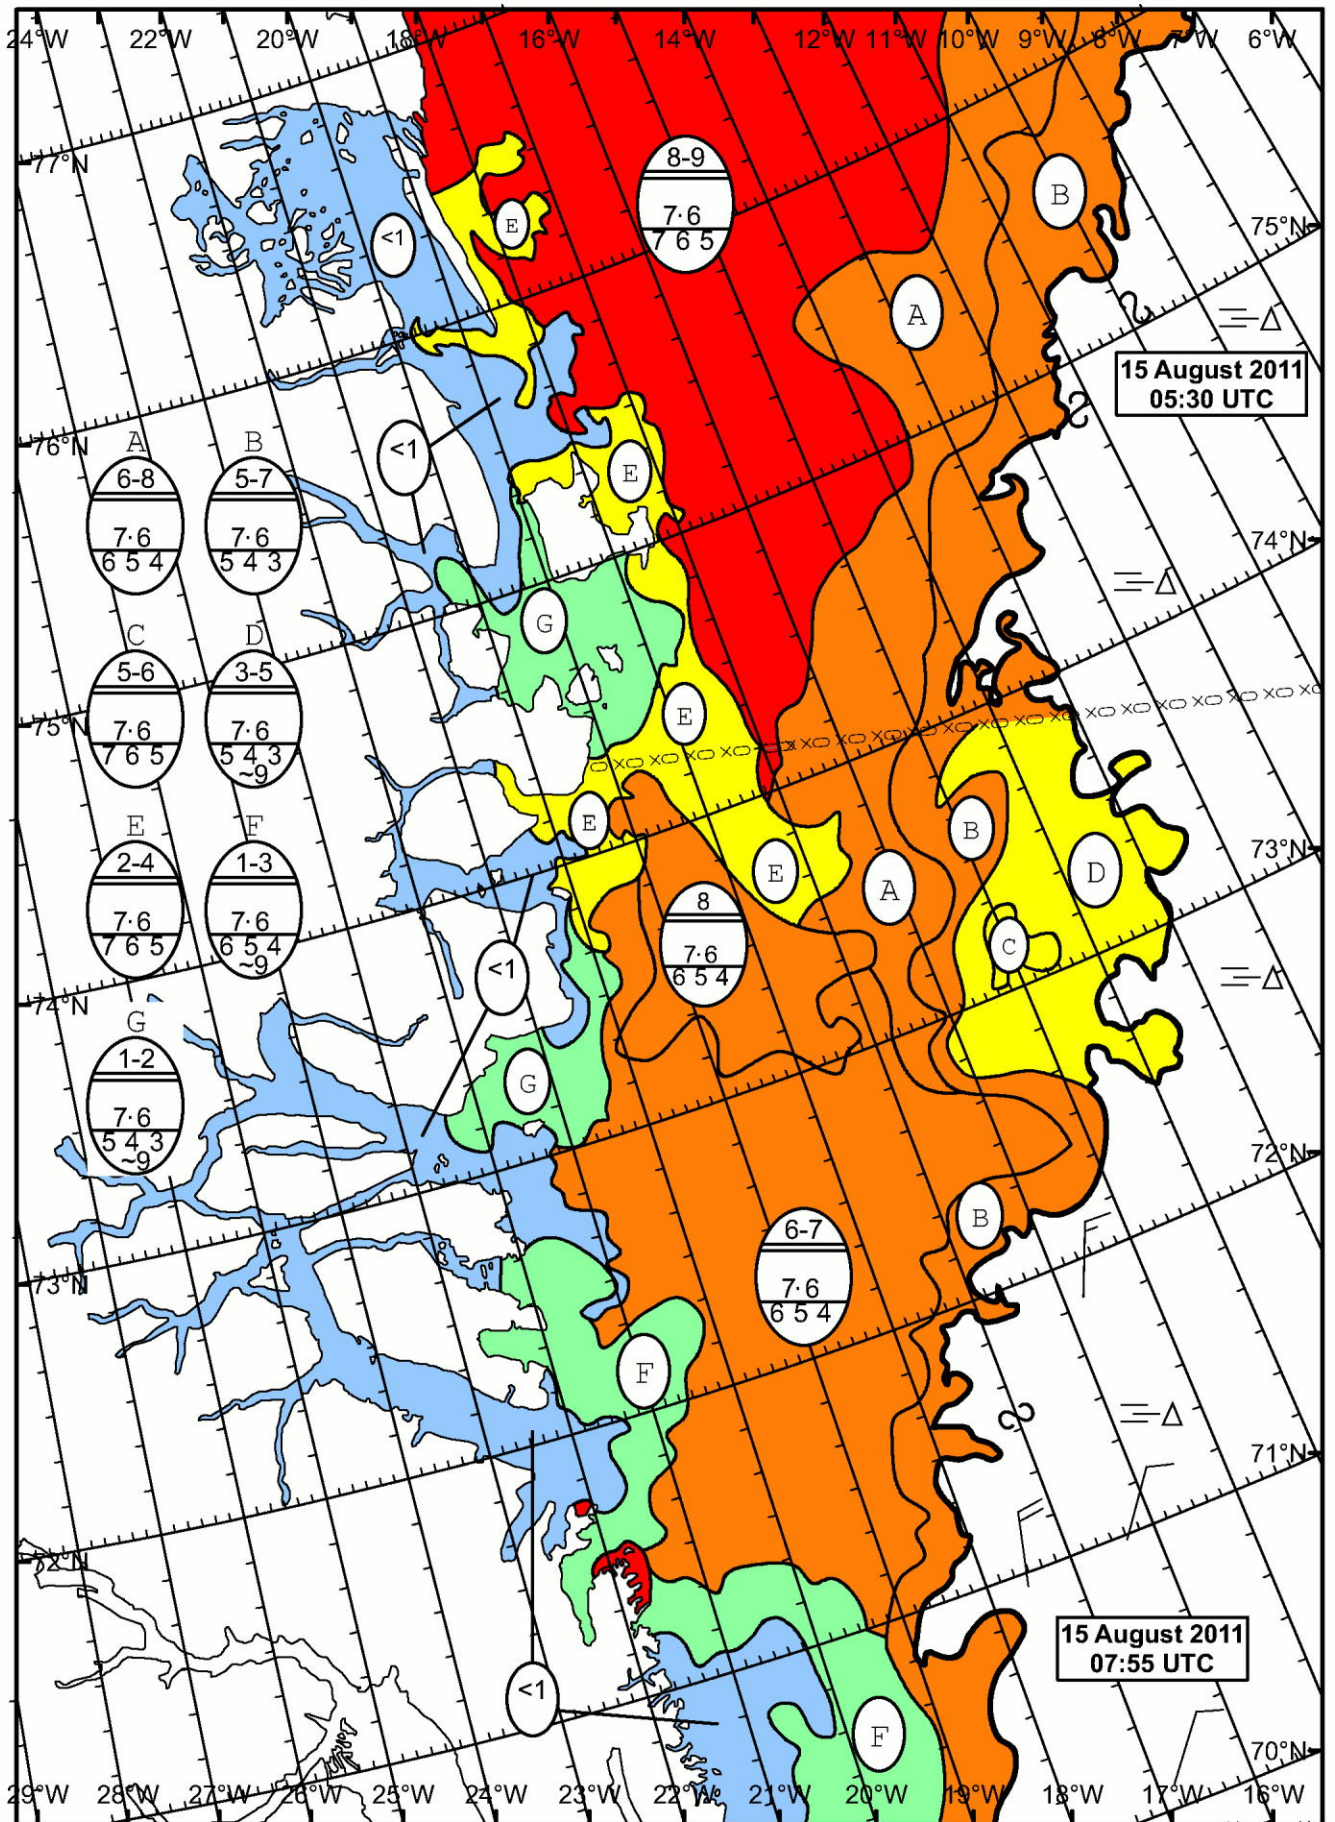 24°W 22°W 20°W 18°W 16°W 14°W 12°W 11°W 10°W 9°W 8°W 7°W 6°W
77°N
8-9
7·6
7 6 5
B
75°N
E
<1
A
15 August 2011
05:30 UTC
76°N
<1
E
A
6-8
7·6
6 5 4
B
5-7
7·6
5 4 3
74°N
G
C
5-6
7·6
7 6 5
D
3-5
7·6
5 4 3
~9
75°N
E
E
B
73°N
E
A
D
E
2-4
7·6
7 6 5
F
1-3
7·6
6 5 4
~9
8
7·6
6 5 4
C
<1
74°N
G
1-2
7·6
5 4 3
~9
G
72°N
B
6-7
7·6
6 5 4
73°N
F
71°N
72°N
15 August 2011
07:55 UTC
<1
F
70°N
29°W 28°W 26°W 25°W 24°W 23°W 22°W 21°W 20°W 19°W 18°W 17°W 16°W